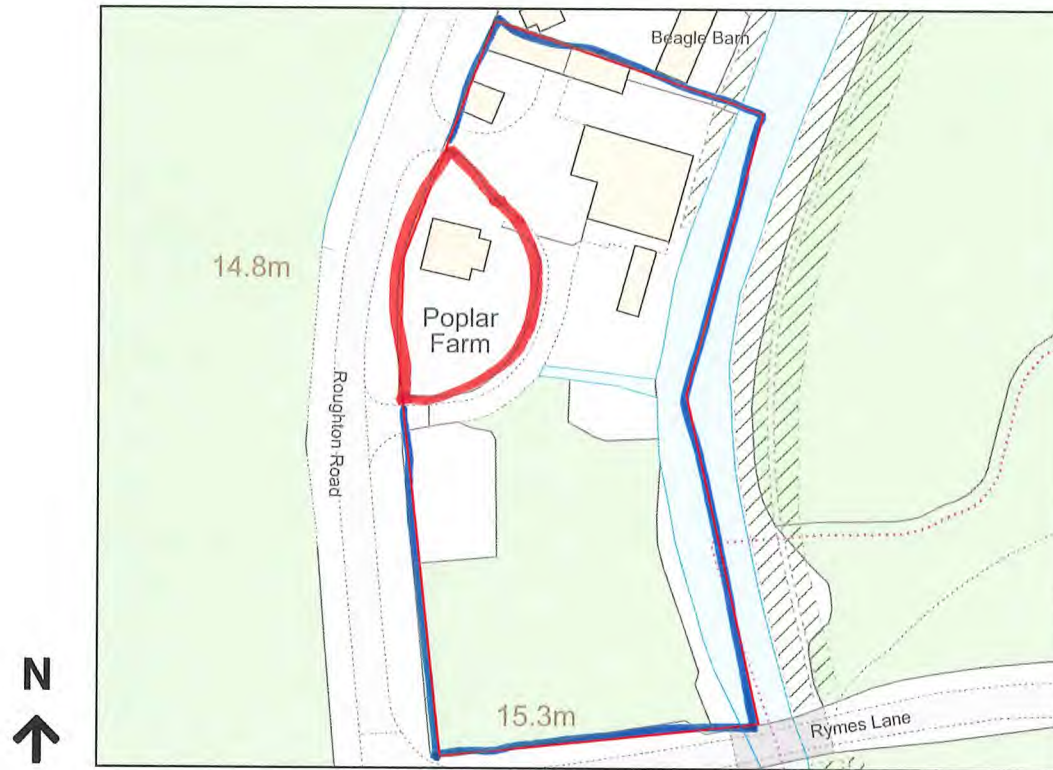 Beagle Barn
14.8m
Poplar
Farm
Roughton Road
15.3m
Rymes Lane
N